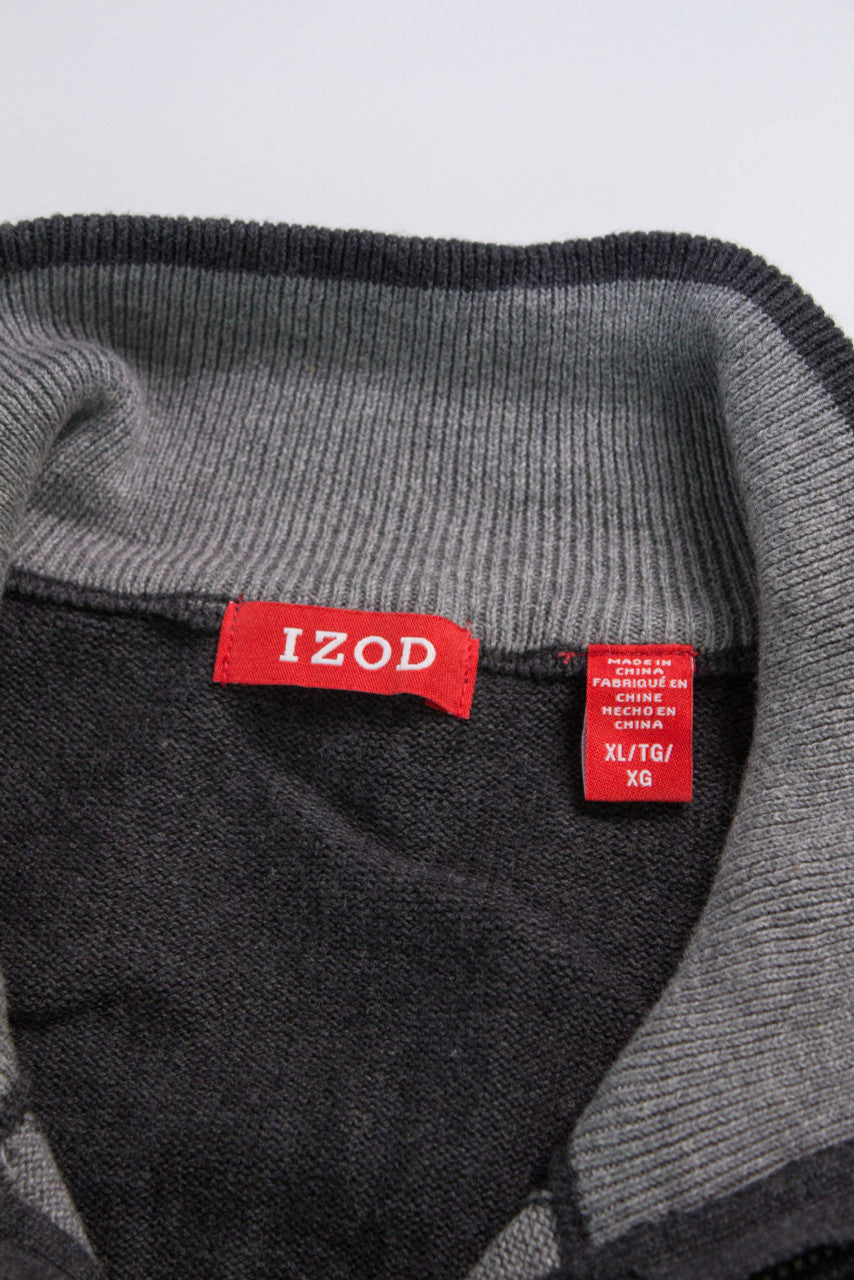 IZOD
MADE IN
CHINA
FABRIQUÉ EN
CHINE
HECHO EN
CHINA
XL/TG/
XG